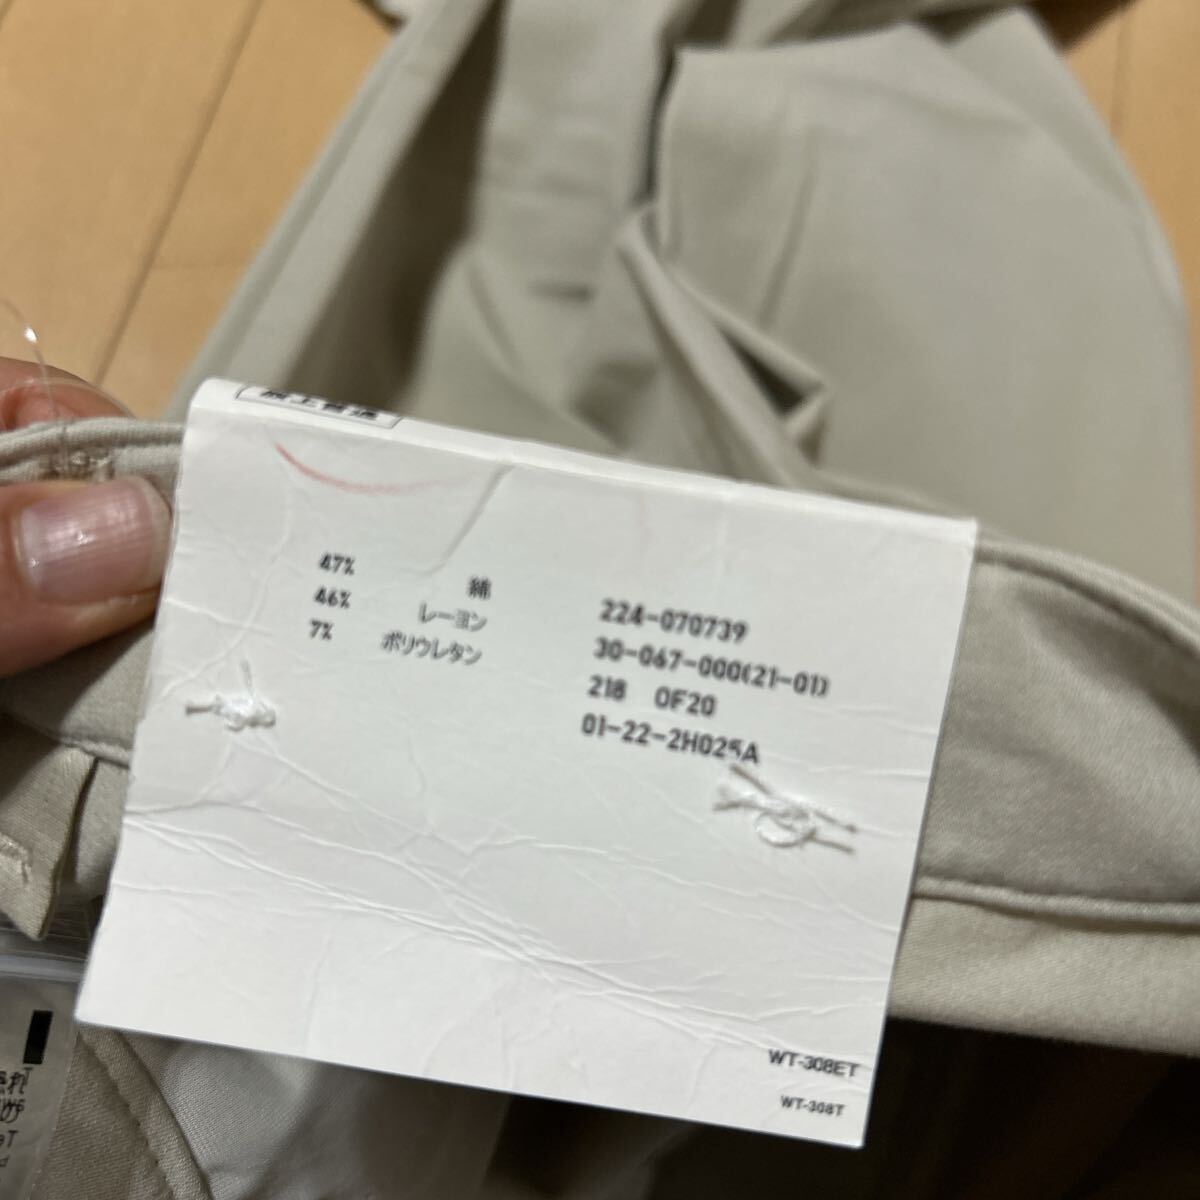 47% 綿
46% レーヨン
7% ポリウレタン
224-070739
30-067-000(21-01)
218 OF20
01-22-2H025A
WT-308ET
WT-308T